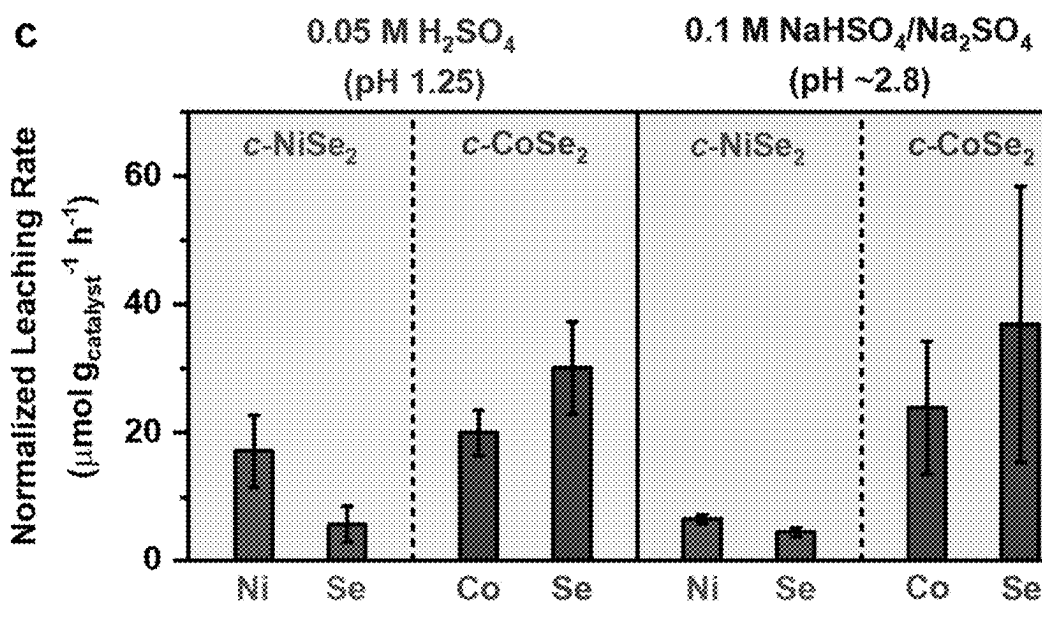 c
0.05 M H₂SO₄
(pH 1.25)
0.1 M NaHSO₄/Na₂SO₄
(pH ~2.8)
Normalized Leaching Rate
(μmol g_catalyst⁻¹ h⁻¹)
c-NiSe₂
c-CoSe₂
c-NiSe₂
c-CoSe₂
60
40
20
0
Ni
Se
Co
Se
Ni
Se
Co
Se